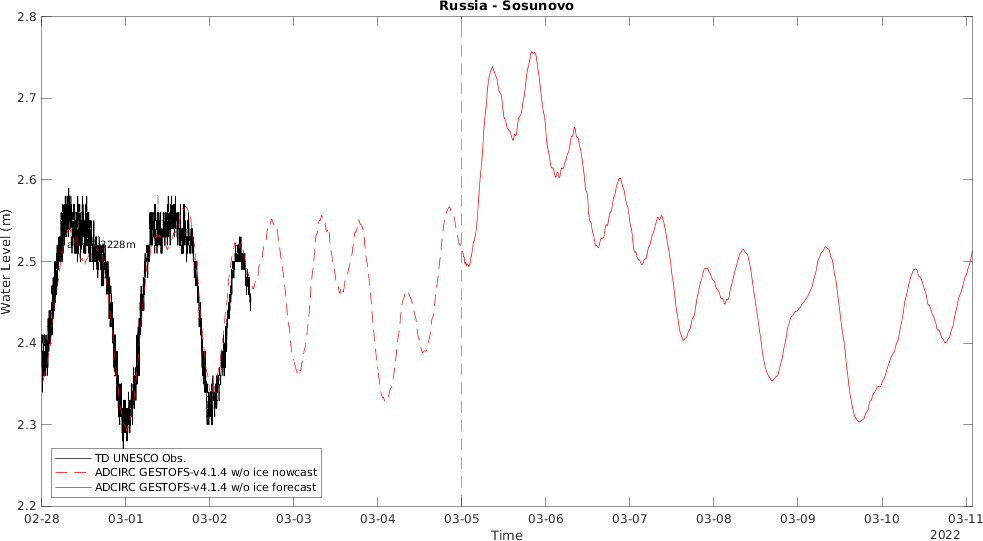 Russia - Sosunovo
2.8
2.7
2.6
2.5
2.4
2.3
2.2
Water Level (m)
3228m
TD UNESCO Obs.
ADCIRC GESTOFS-v4.1.4 w/o ice nowcast
ADCIRC GESTOFS-v4.1.4 w/o ice forecast
02-28 03-01 03-02 03-03 03-04 03-05 03-06 03-07 03-08 03-09 03-10 03-11
Time
2022